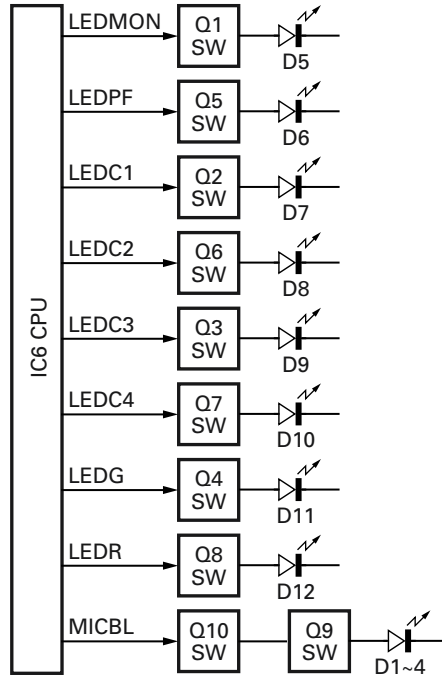 IC6 CPU
LEDMON
Q1
SW
D5
LEDPF
Q5
SW
D6
LEDC1
Q2
SW
D7
LEDC2
Q6
SW
D8
LEDC3
Q3
SW
D9
LEDC4
Q7
SW
D10
LEDG
Q4
SW
D11
LEDR
Q8
SW
D12
MICBL
Q10
SW
Q9
SW
D1~4